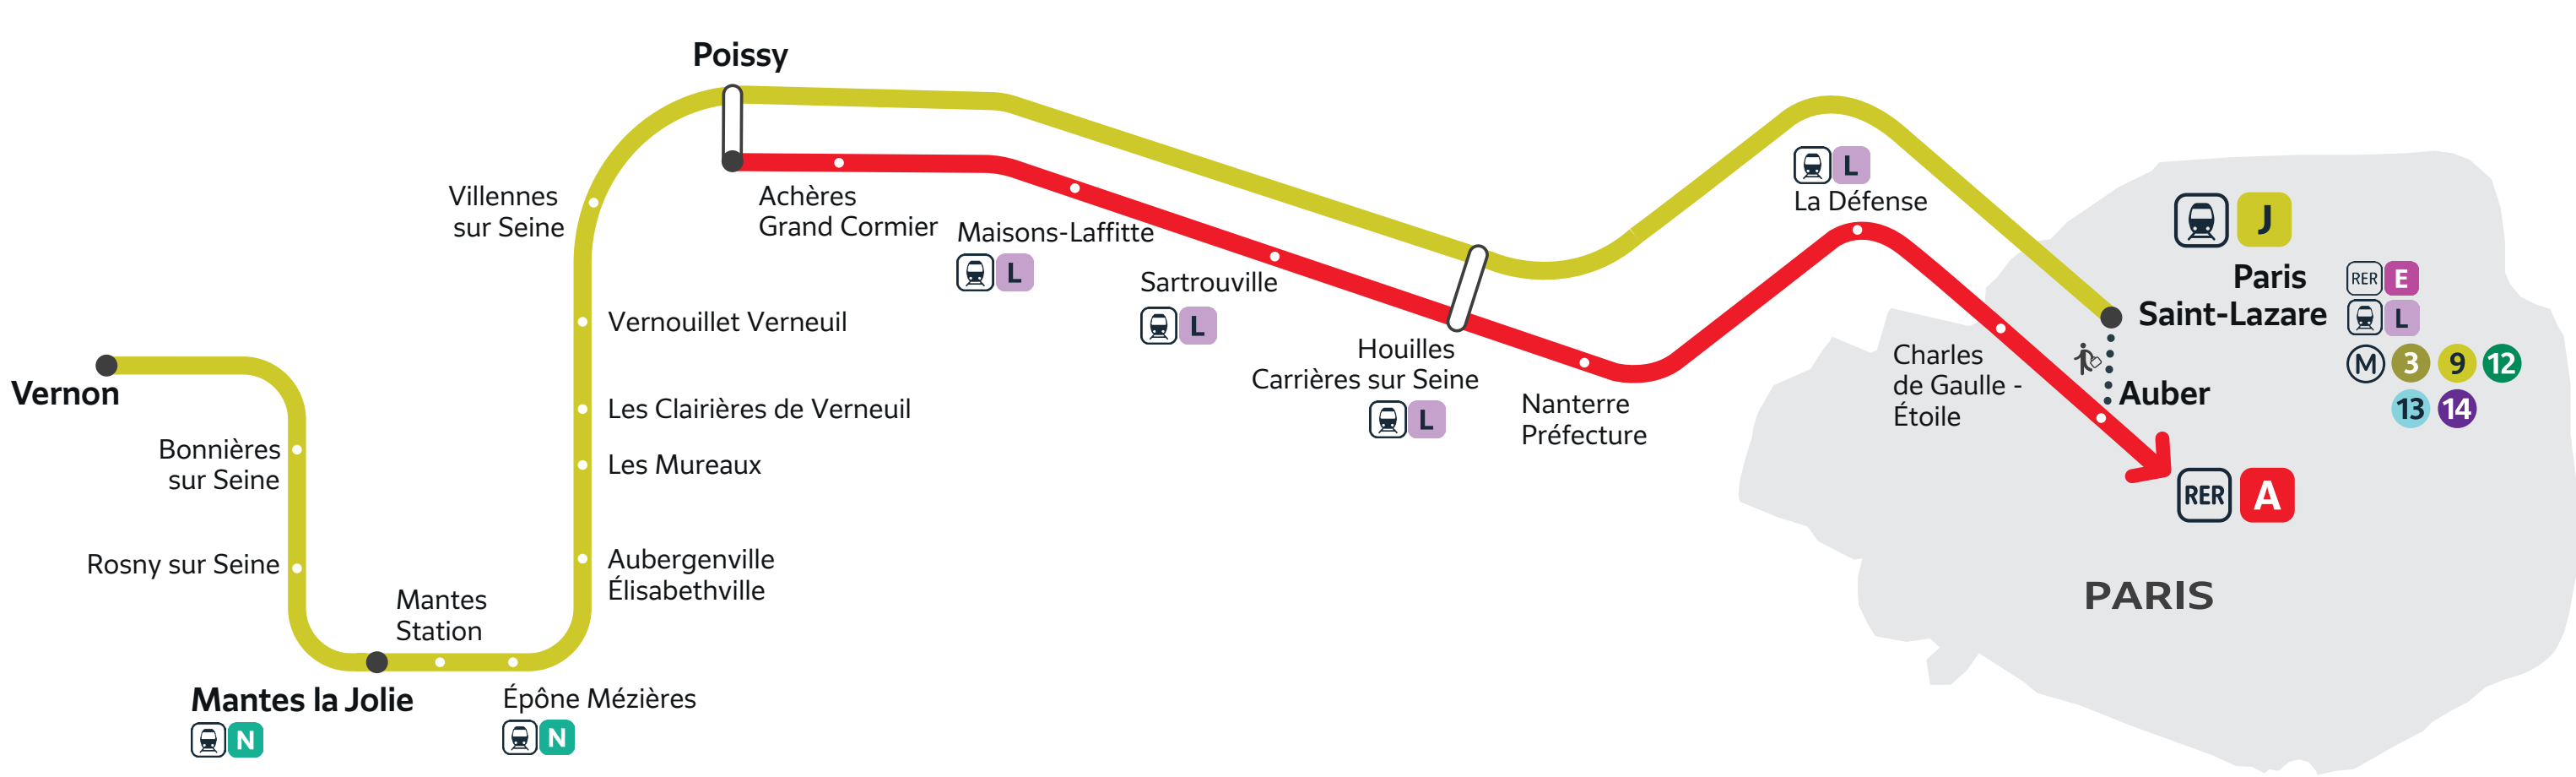 Poissy
Villennes
sur Seine
Achères
Grand Cormier
Maisons-Laffitte
L
Sartrouville
L
Houilles
Carrières sur Seine
L
Nanterre
Préfecture
L
La Défense
Charles
de Gaulle -
Étoile
J
Paris
Saint-Lazare
RER E
L
M 3 9 12
13 14
Auber
RER A
PARIS
Vernon
Bonnières
sur Seine
Rosny sur Seine
Mantes la Jolie
N
Mantes
Station
Épône Mézières
N
Vernouillet Verneuil
Les Clairières de Verneuil
Les Mureaux
Aubergenville
Élisabethville